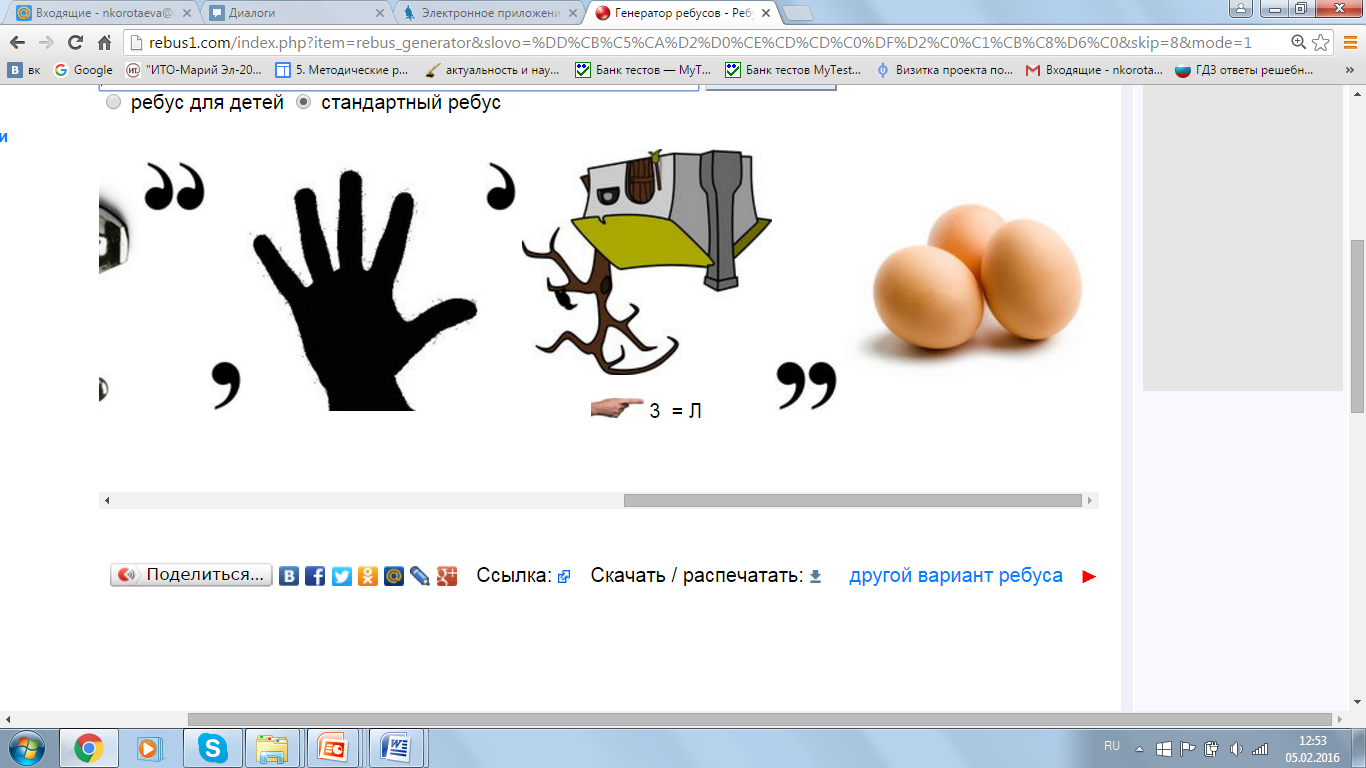 Входящие - nkorotaeva@
Диалоги
Электронное приложени
Генератор ребусов - Реб
rebus1.com/index.php?item=rebus_generator&slovo=%DD%CB%C5%CA%D2%D0%CE%CD%CD%C0%DF%D2%C0%C1%CB%C8%D6%C0&skip=8&mode=1
вк
Google
"ИТО-Марий Эл-20...
5. Методические р...
актуальность и нау...
Банк тестов — MyT...
Банк тестов MyTest...
Визитка проекта по...
Входящие - nkorota...
ГДЗ ответы решебн...
»
ребус для детей стандартный ребус
и
3 = Л
Поделиться...
Ссылка:
Скачать / распечатать:
другой вариант ребуса
RU
12:53
05.02.2016